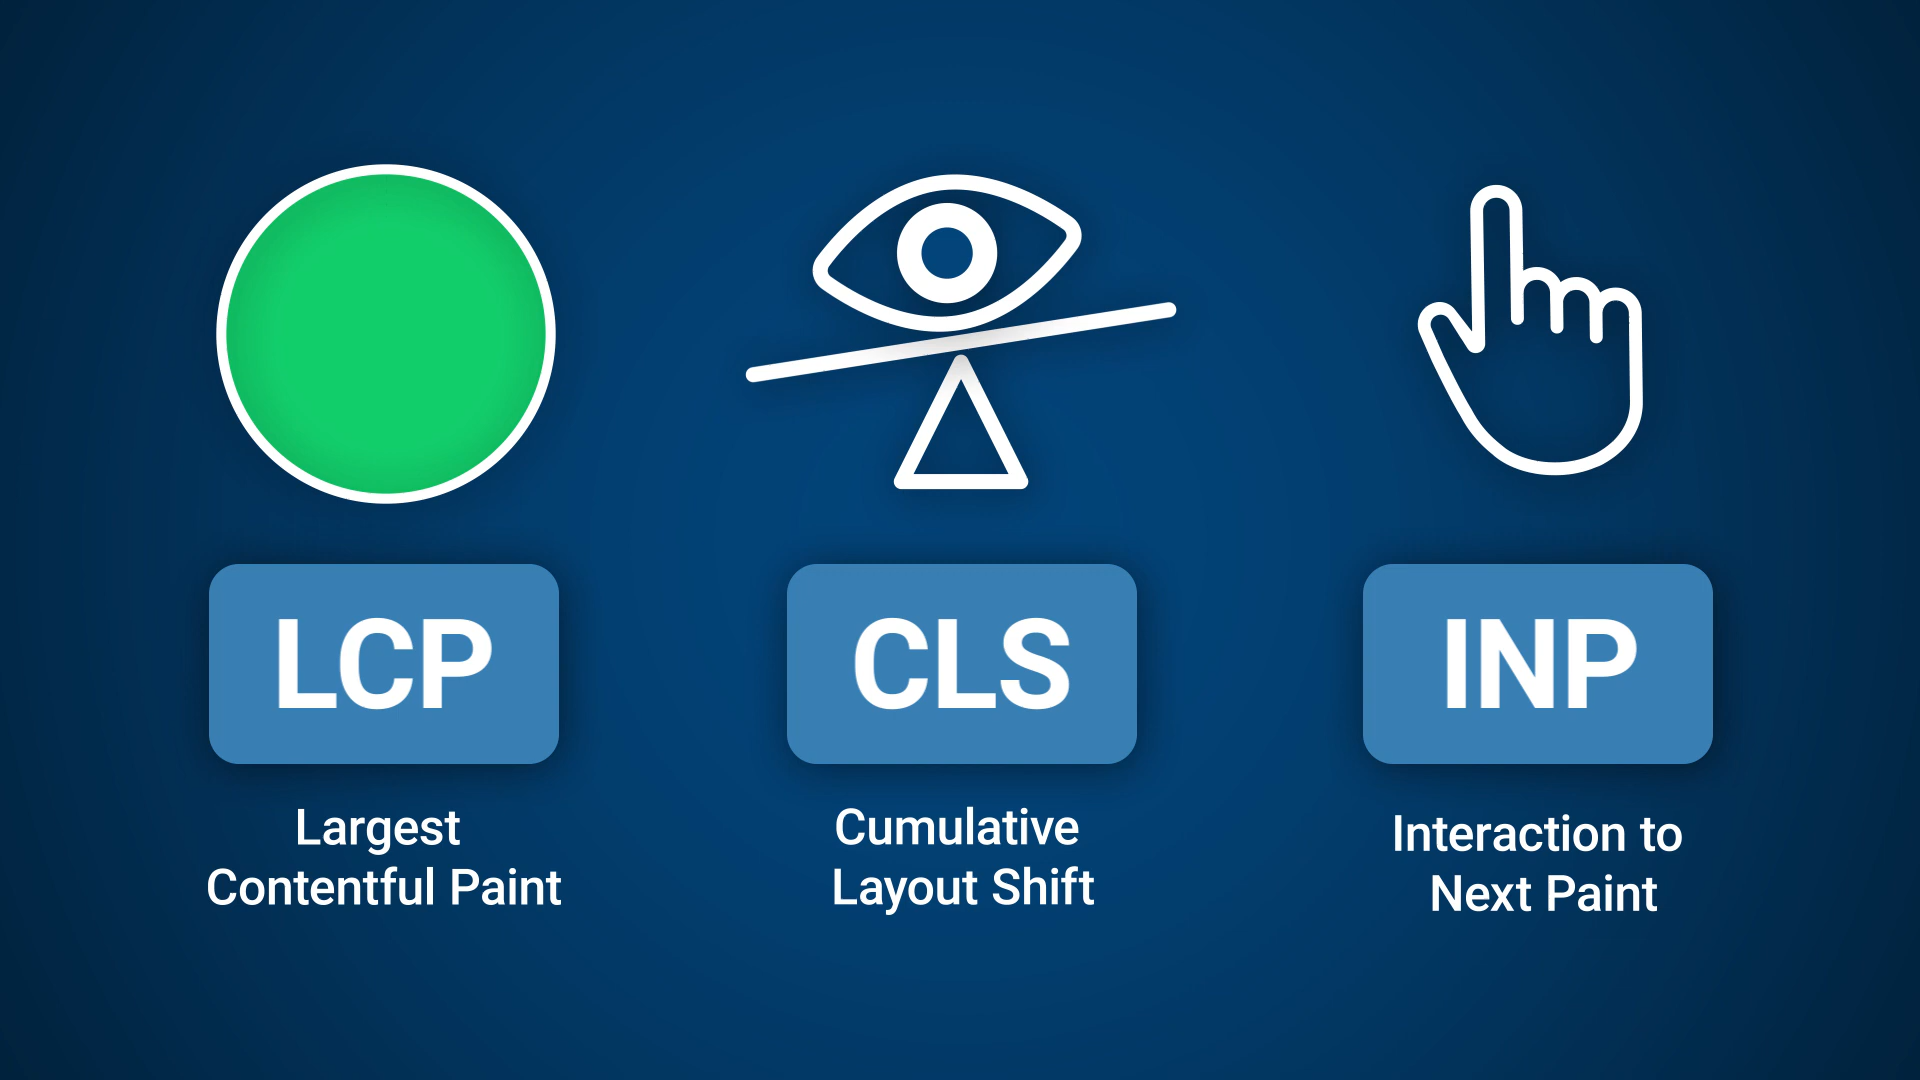 LCP
Largest
Contentful Paint
CLS
Cumulative
Layout Shift
INP
Interaction to
Next Paint